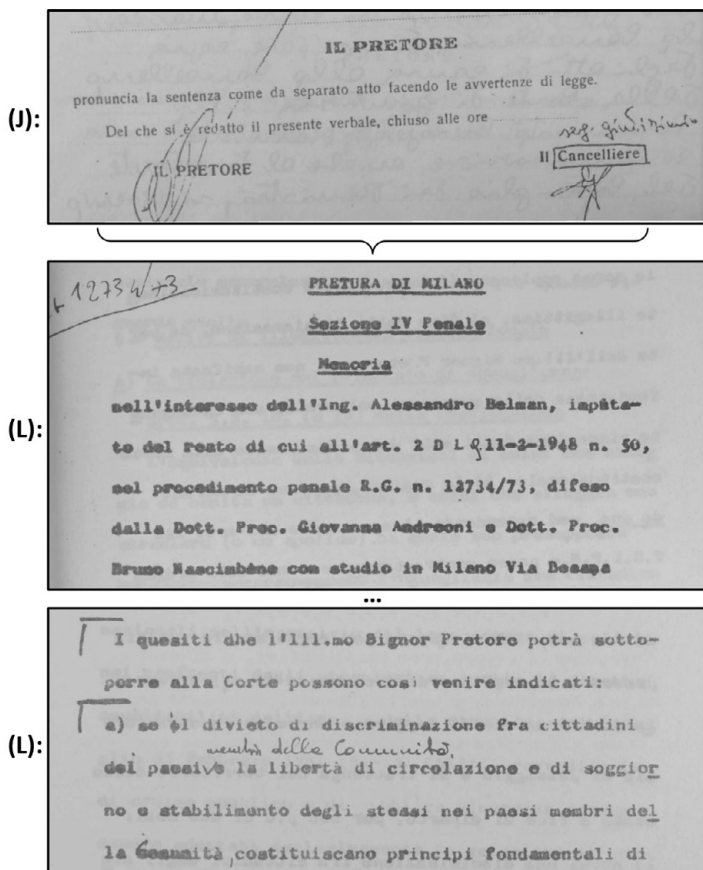 (J):
IL PRETORE
pronuncia la sentenza come da separato atto facendo le avvertenze di legge.
Del che si è redatto il presente verbale, chiuso alle ore
seg. giudiziario
IL PRETORE
Il Cancelliere
12734/73
PRETURA DI MILANO
Sezione IV Penale
Memoria
(L):
nell'interesse dell'Ing. Alessandro Belman, imputa-
to del reato di cui all'art. 2 D L 11-2-1948 n. 50,
nel procedimento penale R.G. n. 12734/73, difeso
dalla Dott. Proc. Giovanna Andreoni e Dott. Proc.
Bruno Nascimbène con studio in Milano Via Besana
...
(L):
I quesiti dhe l'Ill.mo Signor Pretore potrà sotto-
porre alla Corte possono così venire indicati:
a) se il divieto di discriminazione fra cittadini
membri della Comunità,
dei paesi e la libertà di circolazione e di soggior
no e stabilimento degli stessi nei paesi membri del
la Comunità, costituiscano principi fondamentali di